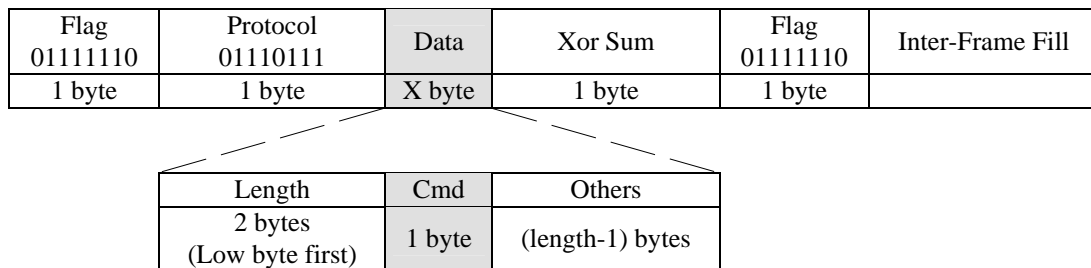 Flag
01111110
Protocol
01110111
Data
Xor Sum
Flag
01111110
Inter-Frame Fill
1 byte
1 byte
X byte
1 byte
1 byte
Length
Cmd
Others
2 bytes
(Low byte first)
1 byte
(length-1) bytes